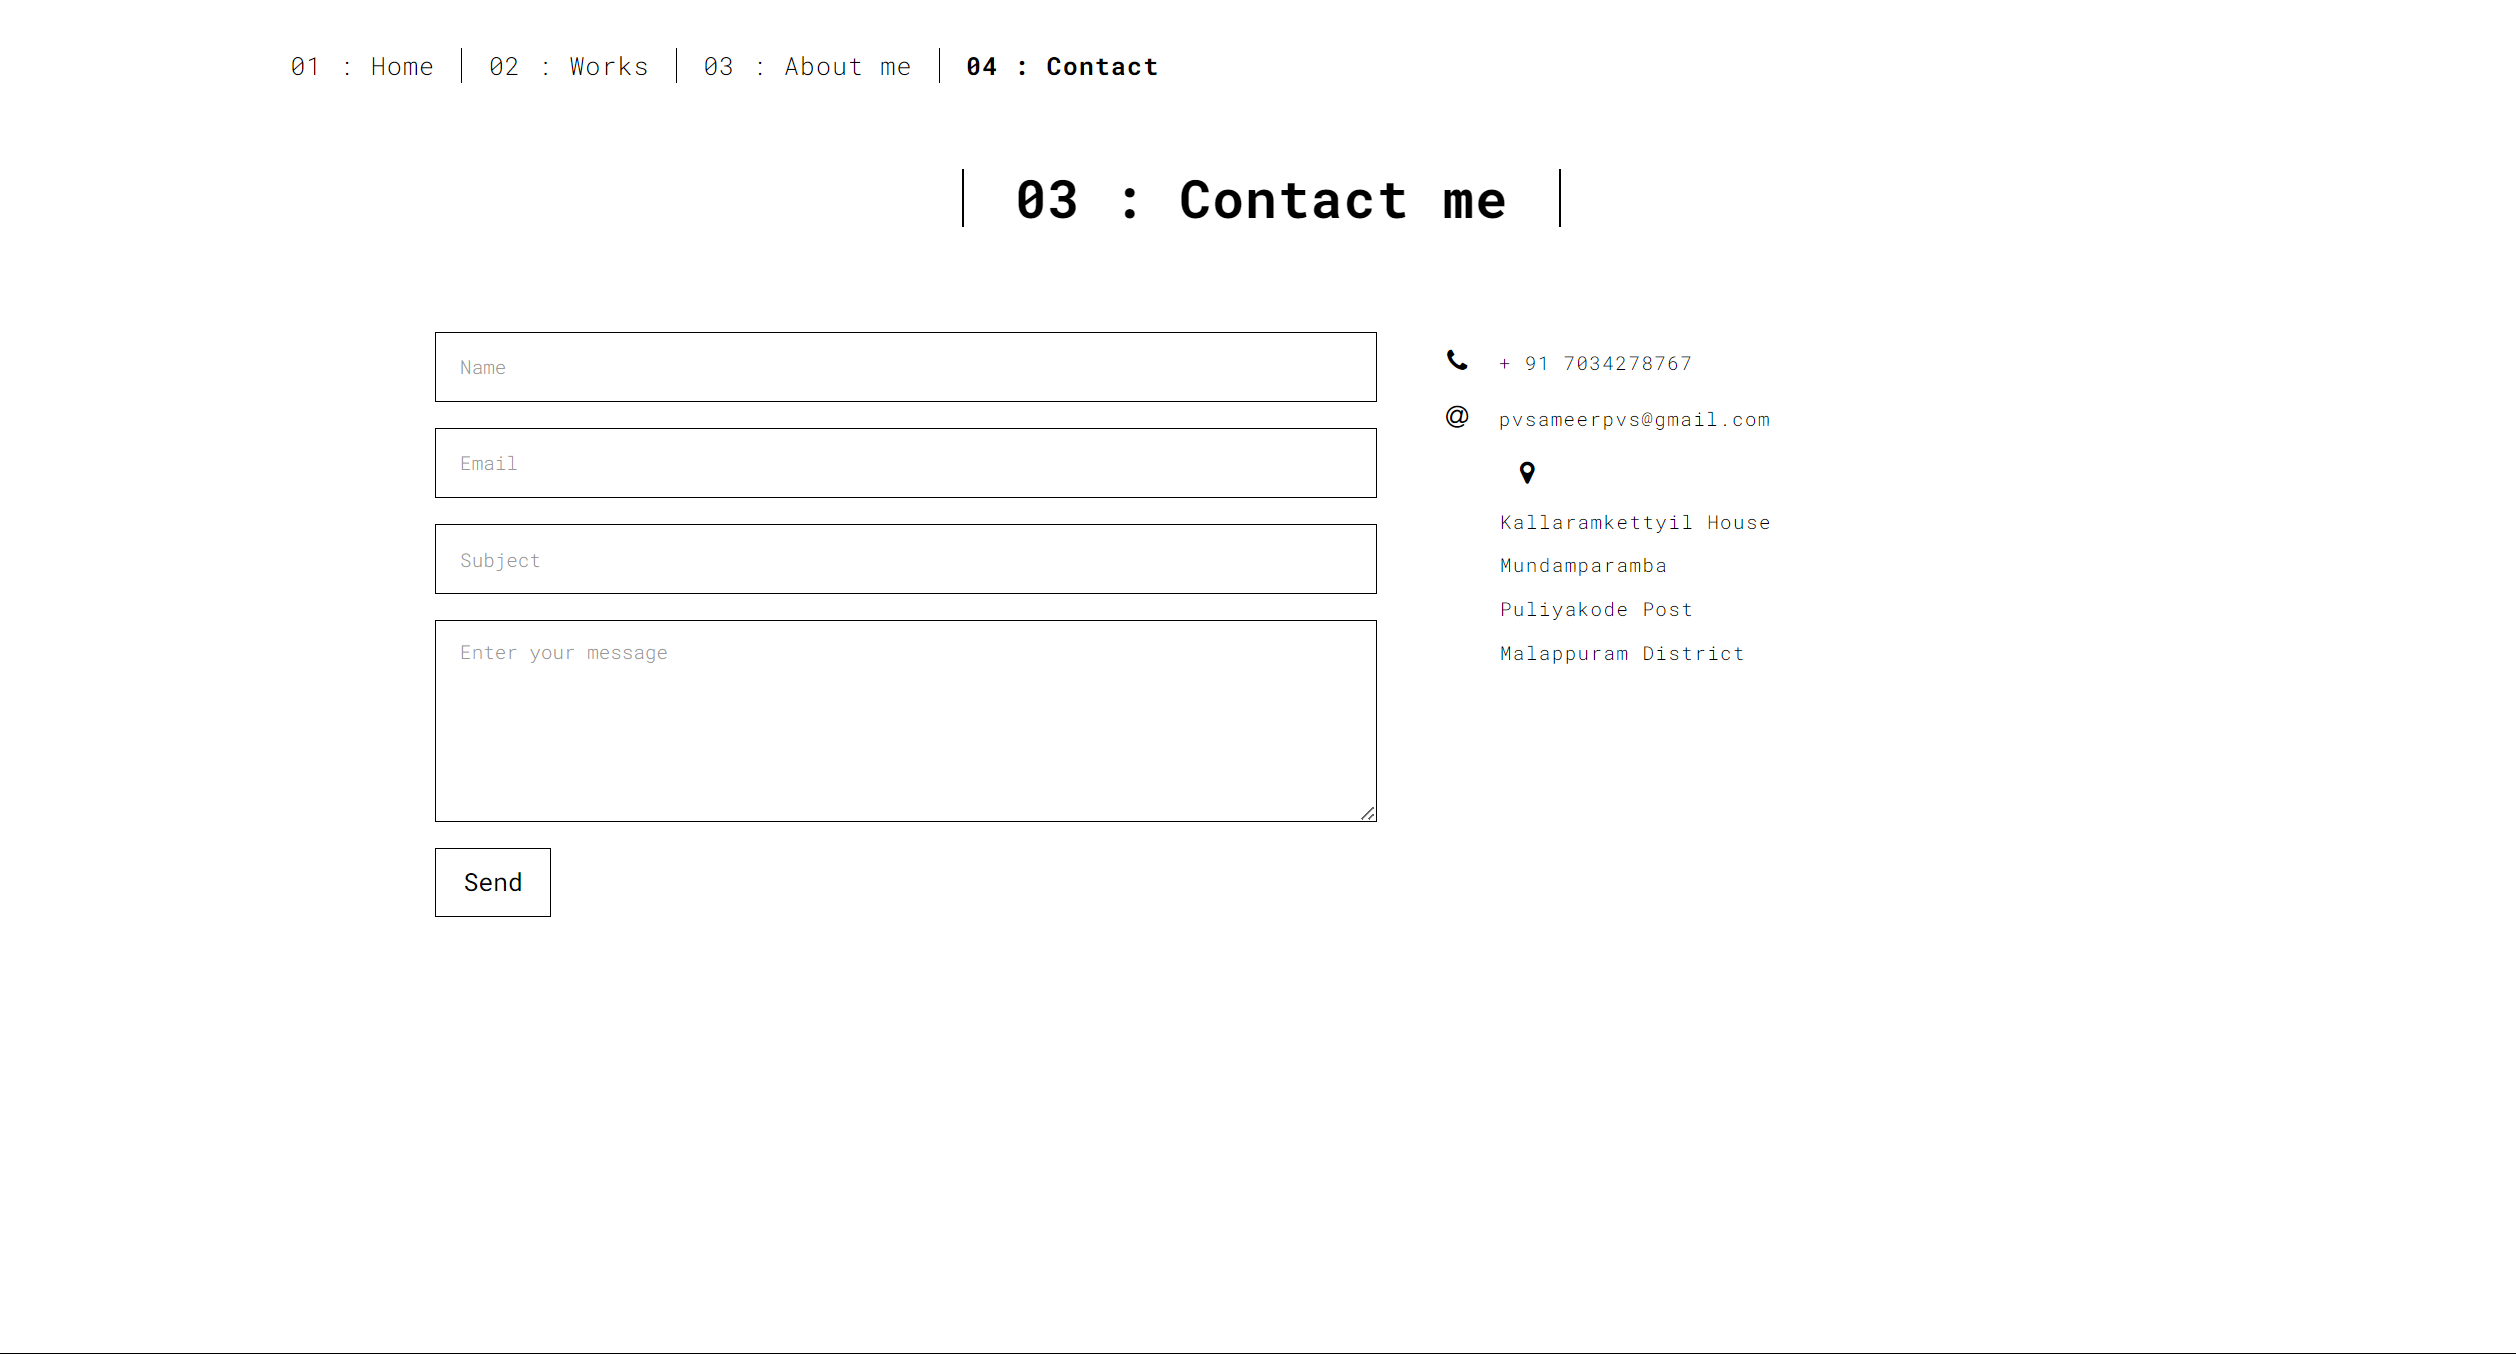 01 : Home 02 : Works 03 : About me 04 : Contact
03 : Contact me
Name
Email
Subject
Enter your message
Send
+ 91 7034278767
@ pvsameerpvs@gmail.com
Kallaramkettyil House
Mundamparamba
Puliyakode Post
Malappuram District